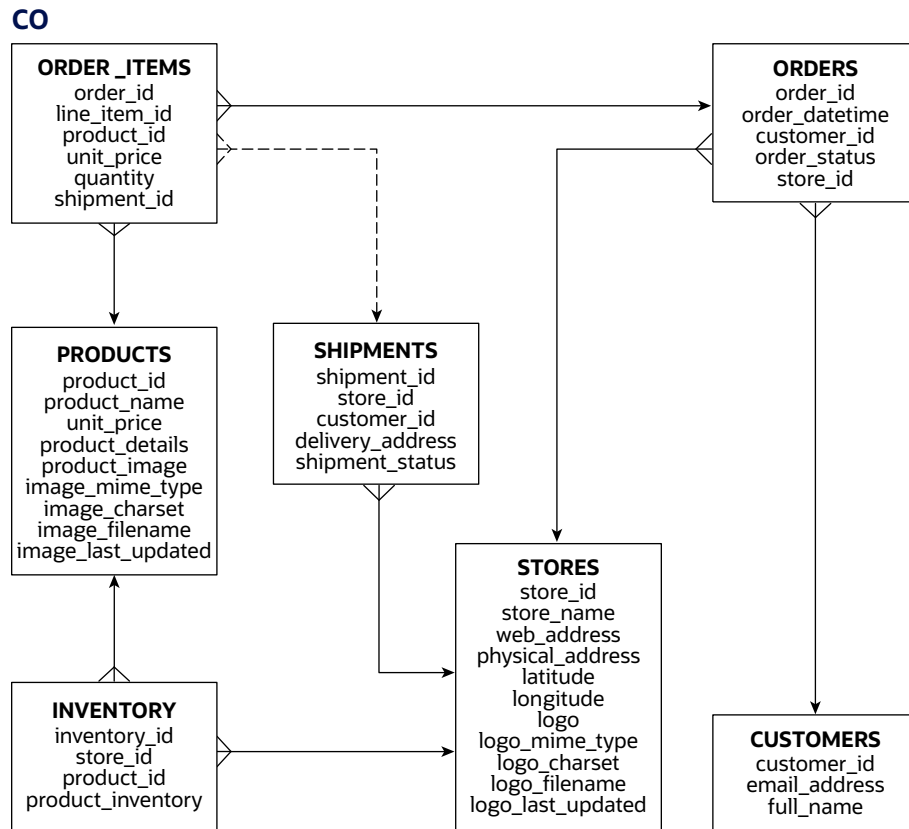 CO
ORDER _ITEMS
order_id
line_item_id
product_id
unit_price
quantity
shipment_id
ORDERS
order_id
order_datetime
customer_id
order_status
store_id
PRODUCTS
product_id
product_name
unit_price
product_details
product_image
image_mime_type
image_charset
image_filename
image_last_updated
SHIPMENTS
shipment_id
store_id
customer_id
delivery_address
shipment_status
STORES
store_id
store_name
web_address
physical_address
latitude
longitude
logo
logo_mime_type
logo_charset
logo_filename
logo_last_updated
INVENTORY
inventory_id
store_id
product_id
product_inventory
CUSTOMERS
customer_id
email_address
full_name